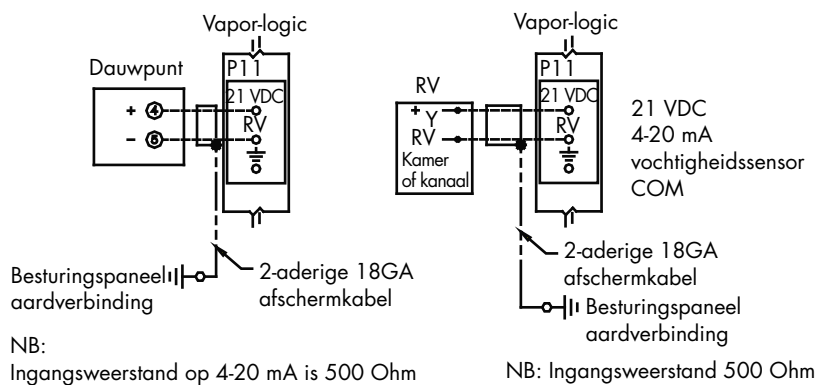 Vapor-logic
Dauwpunt
P11
21 VDC
+ 4
RV
- 5
Besturingspaneel
aardverbinding
2-aderige 18GA
afschermkabel
NB:
Ingangsweerstand op 4-20 mA is 500 Ohm
Vapor-logic
RV
P11
21 VDC
+
Y
RV
RV
Kamer
of kanaal
21 VDC
4-20 mA
vochtigheidssensor
COM
2-aderige 18GA
afschermkabel
Besturingspaneel
aardverbinding
NB: Ingangsweerstand 500 Ohm